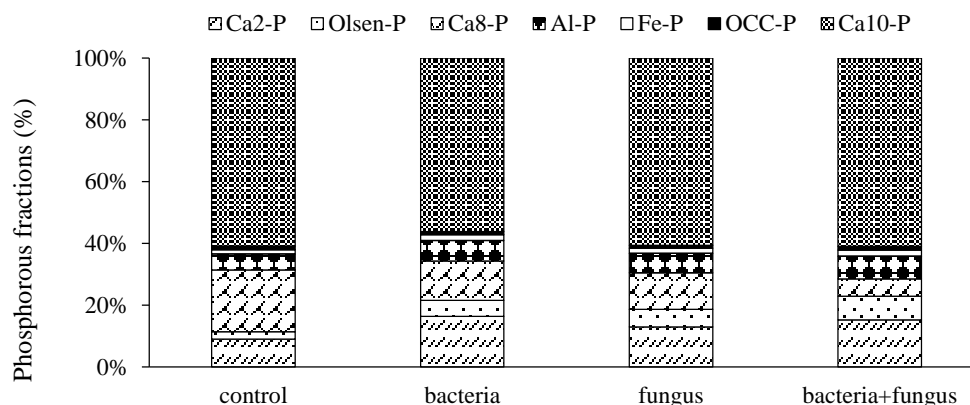 Ca2-P Olsen-P Ca8-P Al-P Fe-P OCC-P Ca10-P
Phosphorous fractions (%)
100%
80%
60%
40%
20%
0%
control bacteria fungus bacteria+fungus